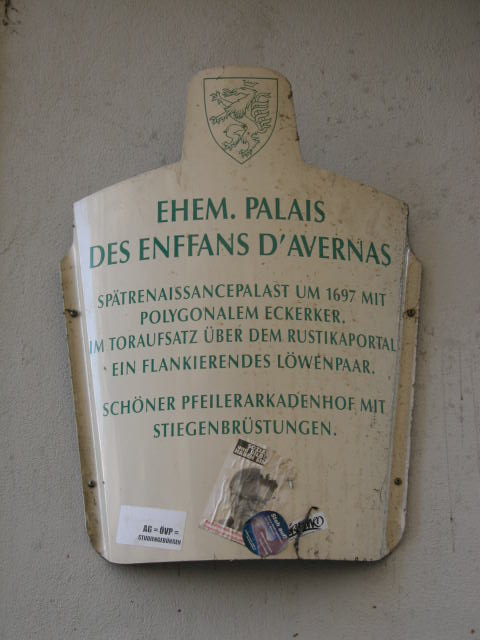 EHEM. PALAIS
DES ENFFANS D'AVERNAS
SPÄTRENAISSANCEPALAST UM 1697 MIT
POLYGONALEM ECKERKER.
IM TORAUFSATZ ÜBER DEM RUSTIKAPORTAL
EIN FLANKIERENDES LÖWENPAAR.
SCHÖNER PFEILERARKADENHOF MIT
STIEGENBRÜSTUNGEN.
AG = ÖVP =
STUDIENGEBÜHREN